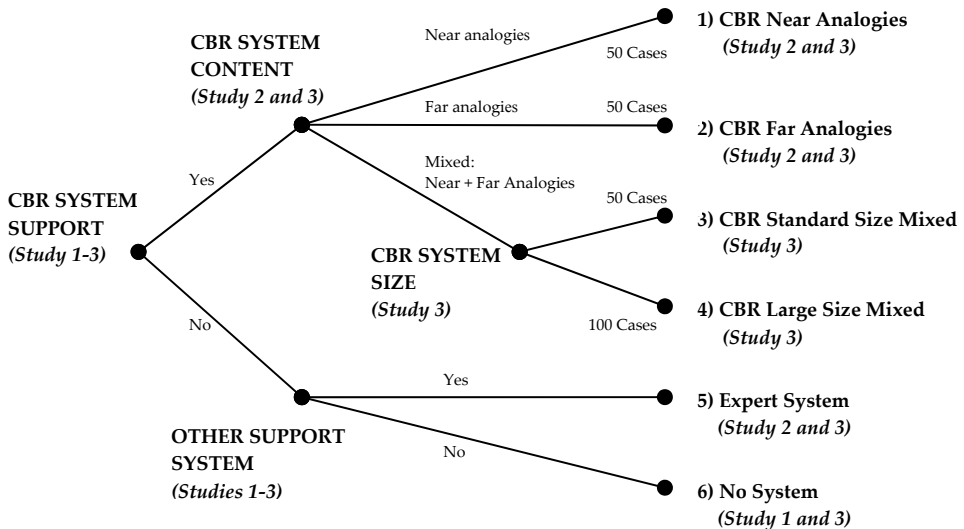 1) CBR Near Analogies
(Study 2 and 3)
Near analogies
50 Cases
CBR SYSTEM
CONTENT
(Study 2 and 3)
Far analogies
50 Cases
2) CBR Far Analogies
(Study 2 and 3)
Mixed:
Near + Far Analogies
Yes
50 Cases
CBR SYSTEM
SUPPORT
(Study 1-3)
3) CBR Standard Size Mixed
(Study 3)
CBR SYSTEM
SIZE
(Study 3)
4) CBR Large Size Mixed
(Study 3)
100 Cases
No
Yes
5) Expert System
(Study 2 and 3)
OTHER SUPPORT
SYSTEM
(Studies 1-3)
No
6) No System
(Study 1 and 3)